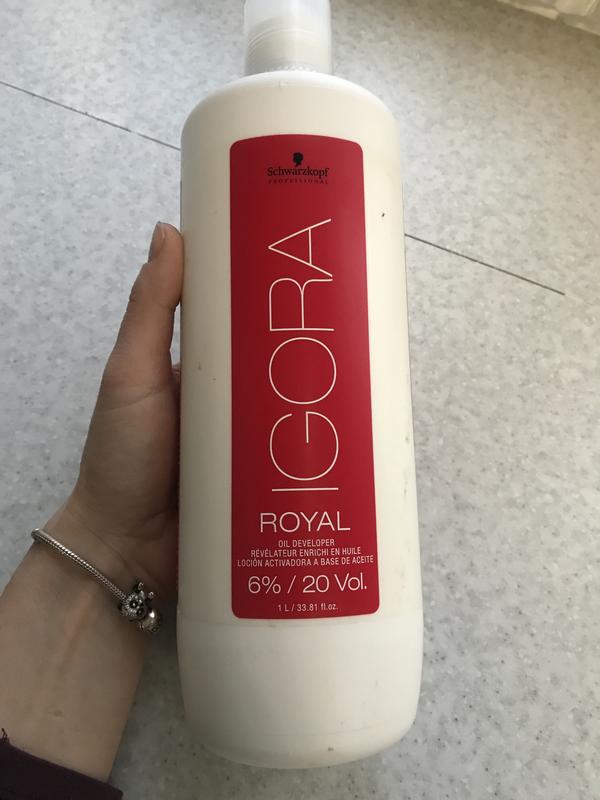 Schwarzkopf
PROFESSIONAL
IGORA
ROYAL
OIL DEVELOPER
RÉVÉLATEUR ENRICHI EN HUILE
LOCIÓN ACTIVADORA A BASE DE ACEITE
6% / 20 Vol.
1 L / 33.81 fl.oz.